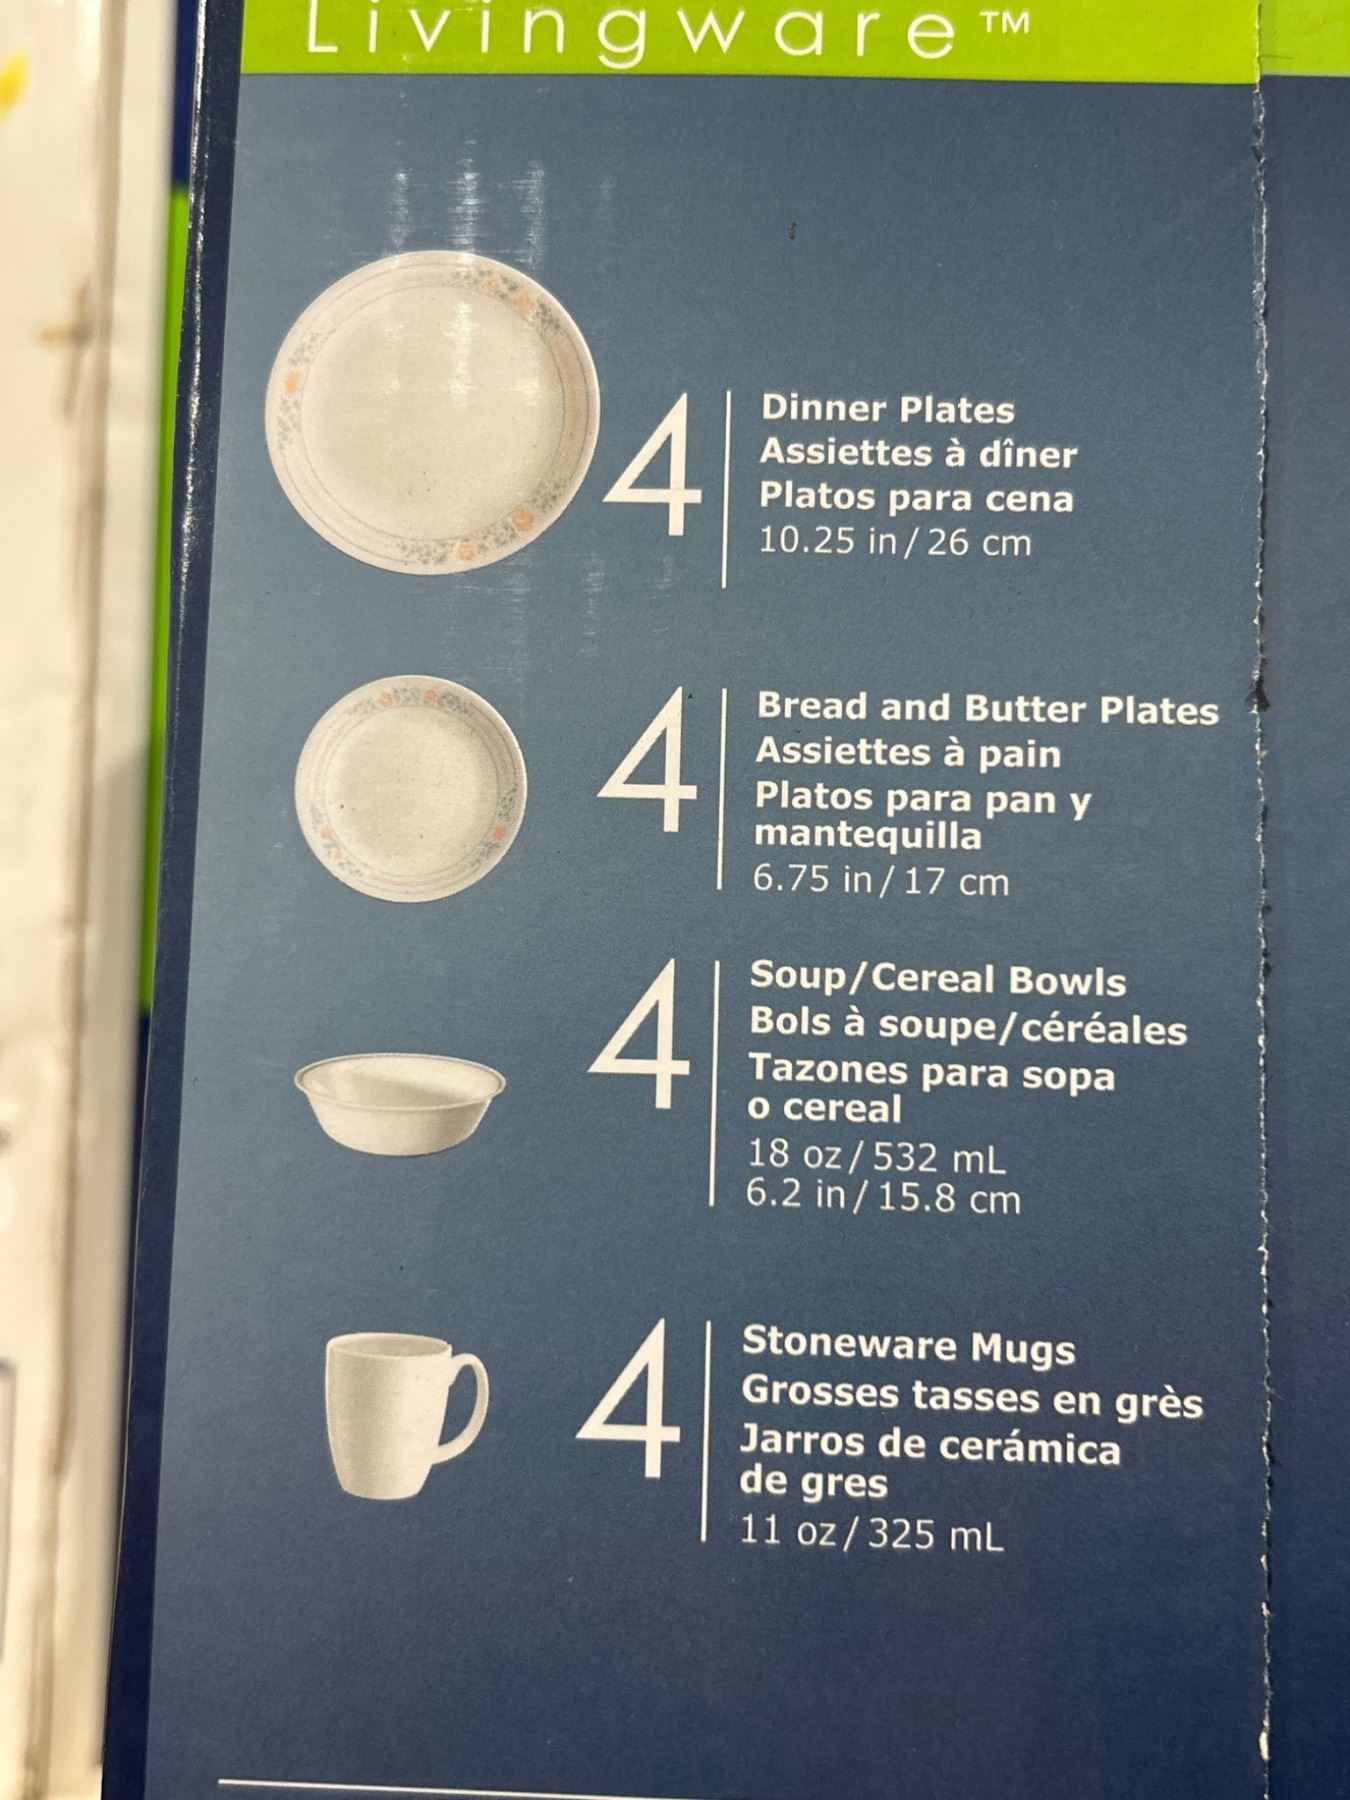 Livingware™
4
Dinner Plates
Assiettes à dîner
Platos para cena
10.25 in / 26 cm
4
Bread and Butter Plates
Assiettes à pain
Platos para pan y
mantequilla
6.75 in / 17 cm
4
Soup/Cereal Bowls
Bols à soupe/céréales
Tazones para sopa
o cereal
18 oz / 532 mL
6.2 in / 15.8 cm
4
Stoneware Mugs
Grosses tasses en grès
Jarros de cerámica
de gres
11 oz / 325 mL